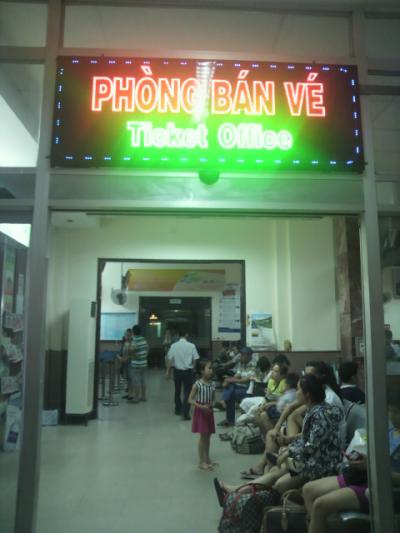 PHÒNG BÁN VÉ
Ticket Office